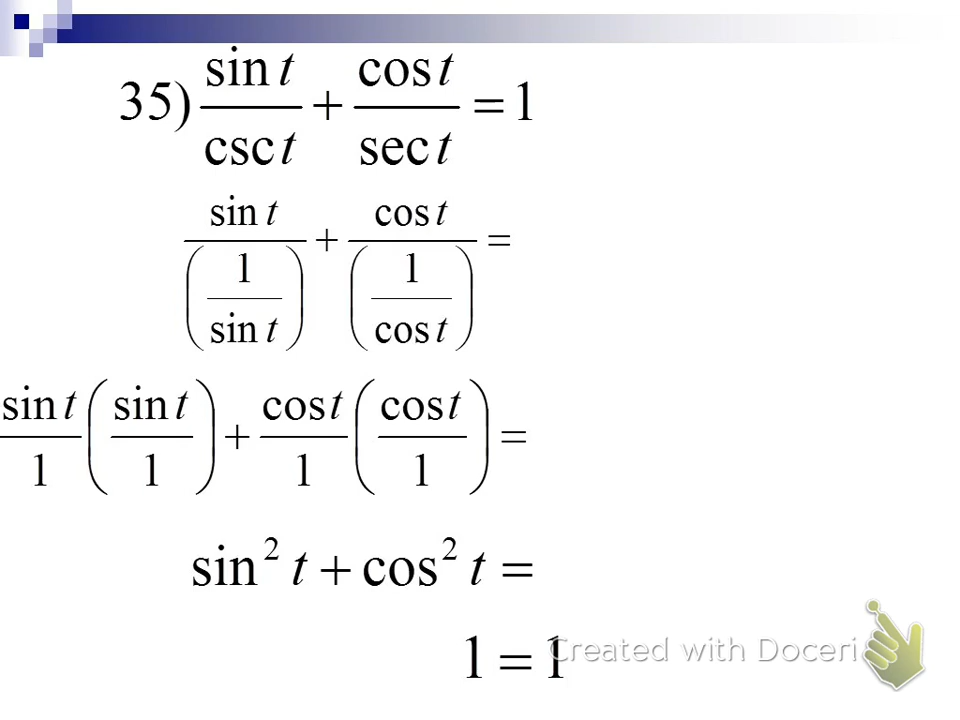 35) sin t / csc t + cos t / sec t = 1
sin t / (1 / sin t) + cos t / (1 / cos t) =
sin t / 1 (sin t / 1) + cos t / 1 (cos t / 1) =
sin² t + cos² t =
1 = 1
Created with Doceri